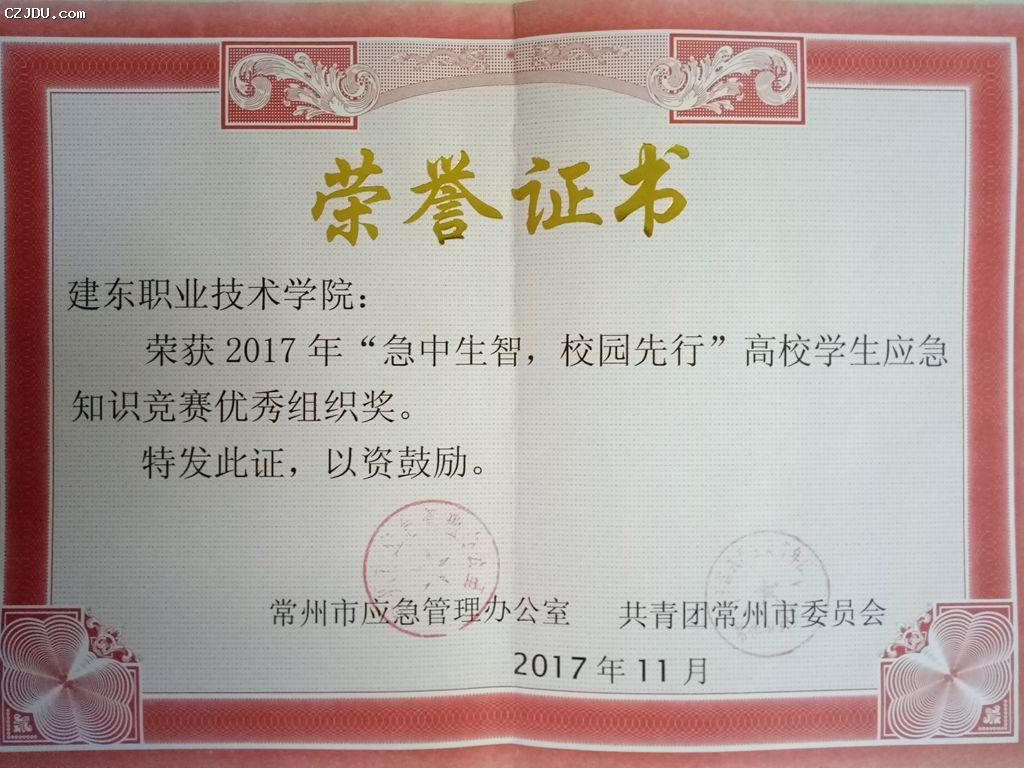 CZJDU.com
荣誉证书
建东职业技术学院：
荣获2017年“急中生智，校园先行”高校学生应急
知识竞赛优秀组织奖。
特发此证，以资鼓励。
常州市应急管理办公室 共青团常州市委员会
2017年11月